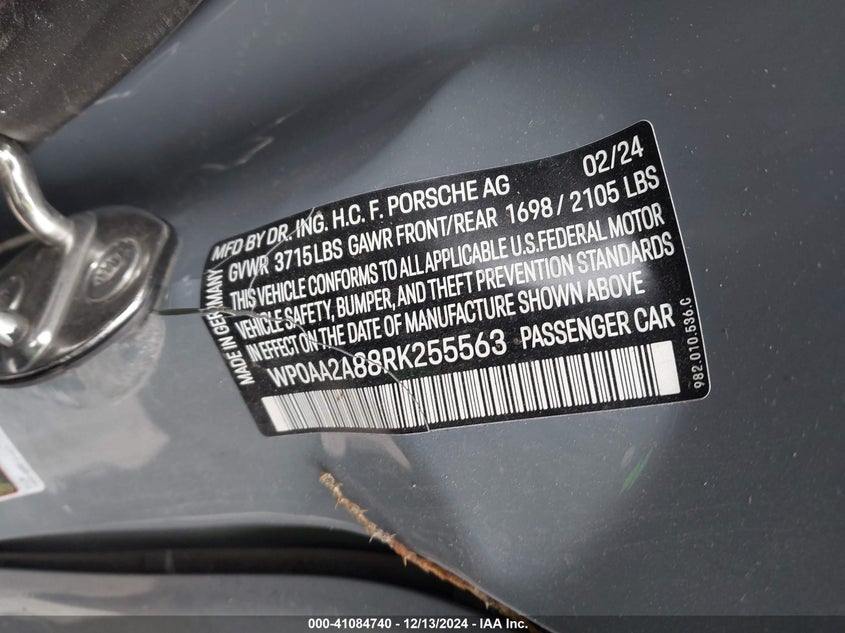 MFD BY DR. ING. H.C. F. PORSCHE AG 02/24
GVWR 3715 LBS GAWR FRONT/REAR 1698 / 2105 LBS
THIS VEHICLE CONFORMS TO ALL APPLICABLE U.S.FEDERAL MOTOR
VEHICLE SAFETY, BUMPER, AND THEFT PREVENTION STANDARDS
IN EFFECT ON THE DATE OF MANUFACTURE SHOWN ABOVE
WP0AA2A88RK255563 PASSENGER CAR
MADE IN GERMANY
982.010.536.C
000-41084740 - 12/13/2024 - IAA Inc.